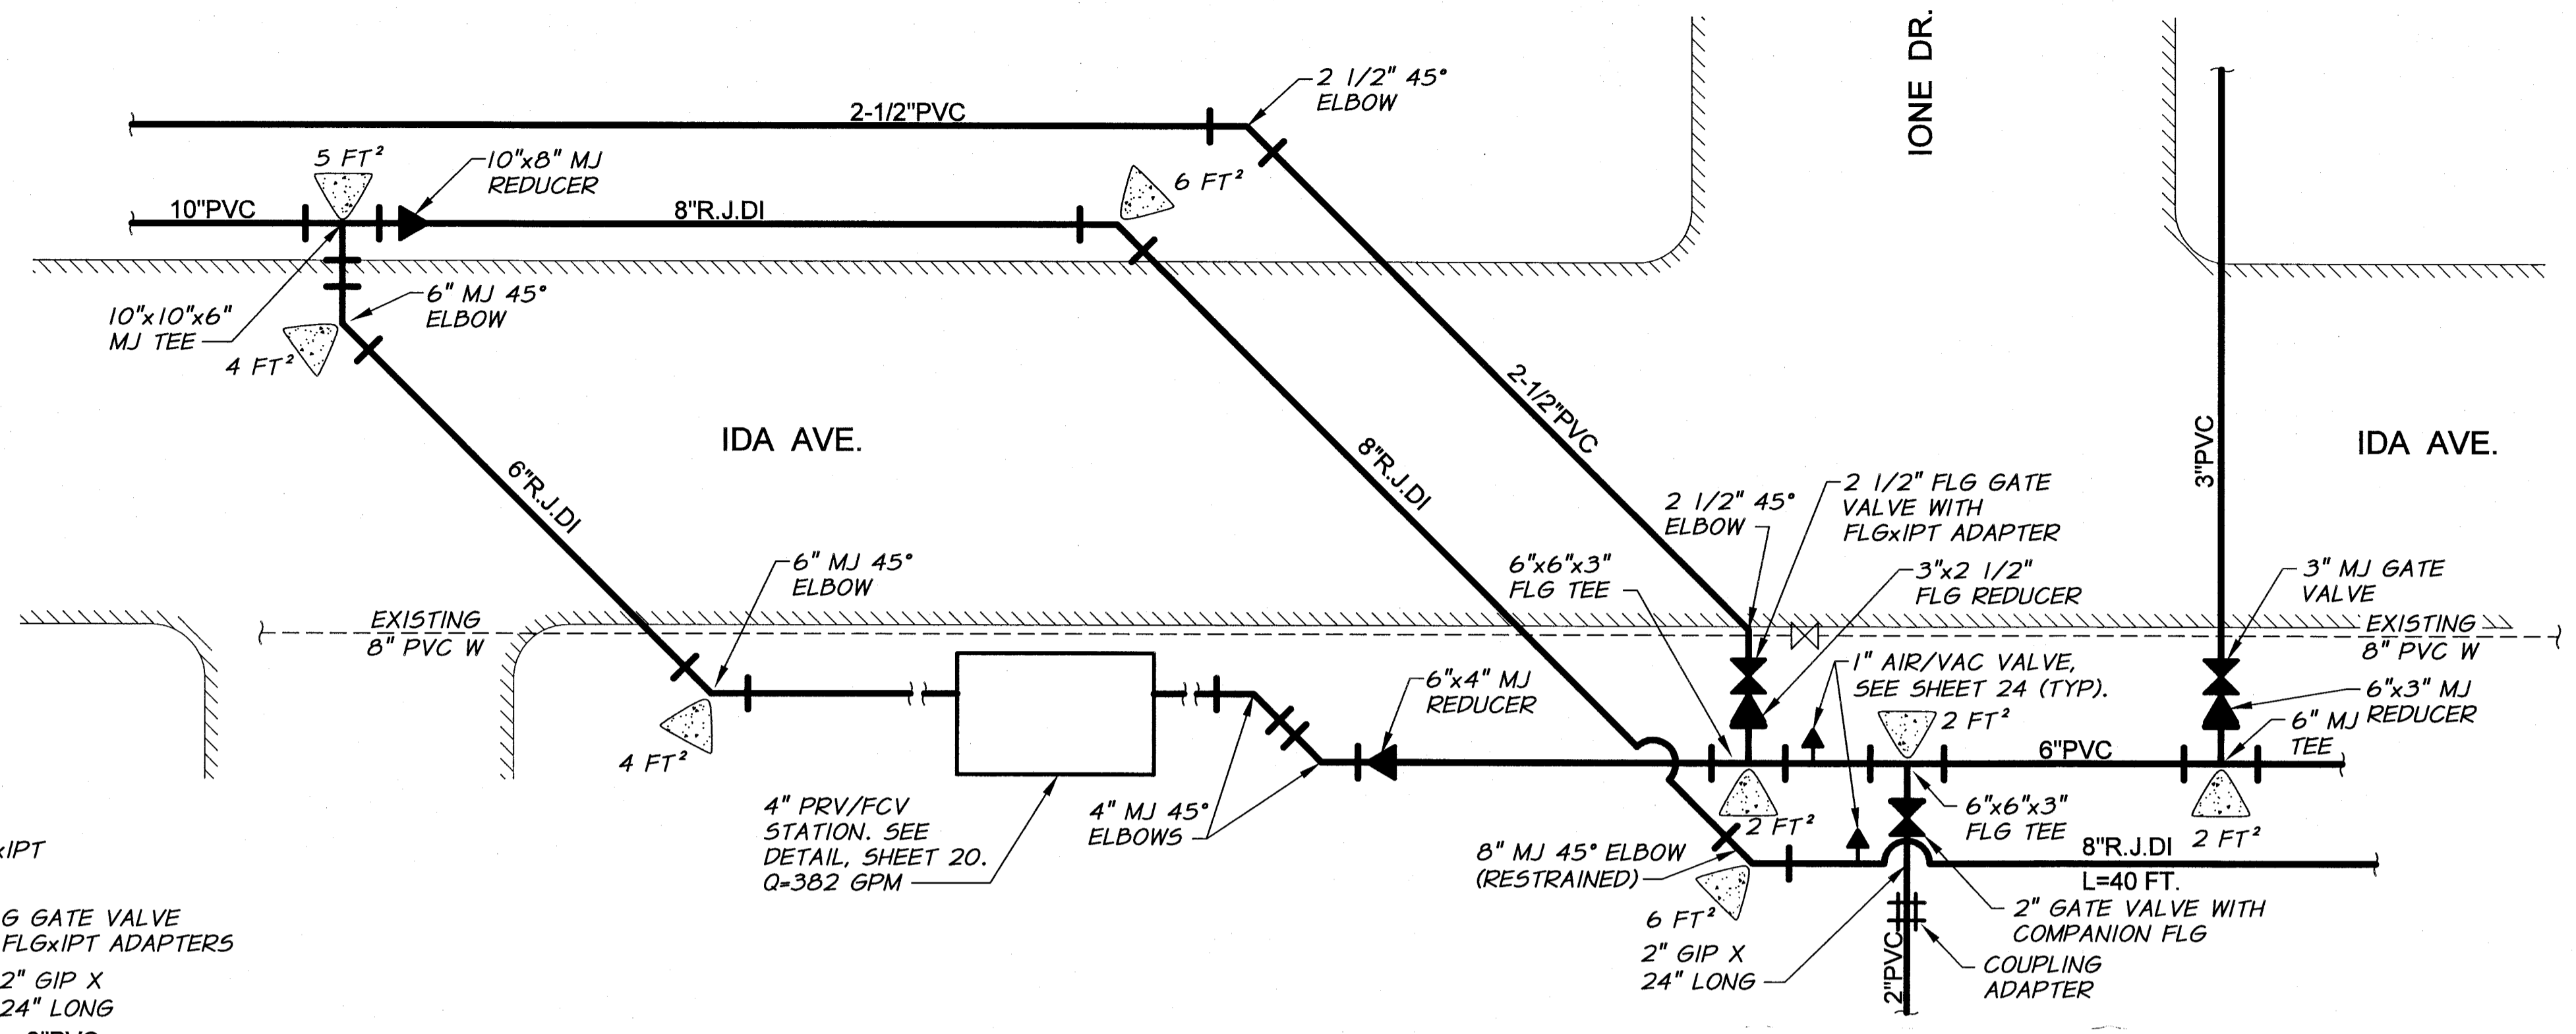 IONE DR.
2 1/2" 45°
ELBOW
2-1/2"PVC
5 FT²
10"x8" MJ
REDUCER
6 FT²
10"PVC
8"R.J.DI
10"x10"x6"
MJ TEE
6" MJ 45°
ELBOW
4 FT²
IDA AVE.
2-1/2"PVC
8"R.J.DI
6"R.J.DI
3"PVC
IDA AVE.
2 1/2" 45°
ELBOW
2 1/2" FLG GATE
VALVE WITH
FLGxIPT ADAPTER
6"x6"x3"
FLG TEE
3"x2 1/2"
FLG REDUCER
3" MJ GATE
VALVE
6" MJ 45°
ELBOW
EXISTING
8" PVC W
EXISTING
8" PVC W
1" AIR/VAC VALVE,
SEE SHEET 24 (TYP).
6"x4" MJ
REDUCER
6"x3" MJ
REDUCER
2 FT²
6" MJ
TEE
6"PVC
4 FT²
4" PRV/FCV
STATION. SEE
DETAIL, SHEET 20.
Q=382 GPM
4" MJ 45°
ELBOWS
2 FT²
6"x6"x3"
FLG TEE
2 FT²
8" MJ 45° ELBOW
(RESTRAINED)
8"R.J.DI
L=40 FT.
6 FT²
2" GATE VALVE WITH
COMPANION FLG
2" GIP X
24" LONG
2"PVC
COUPLING
ADAPTER
xIPT
G GATE VALVE
FLGxIPT ADAPTERS
2" GIP X
24" LONG